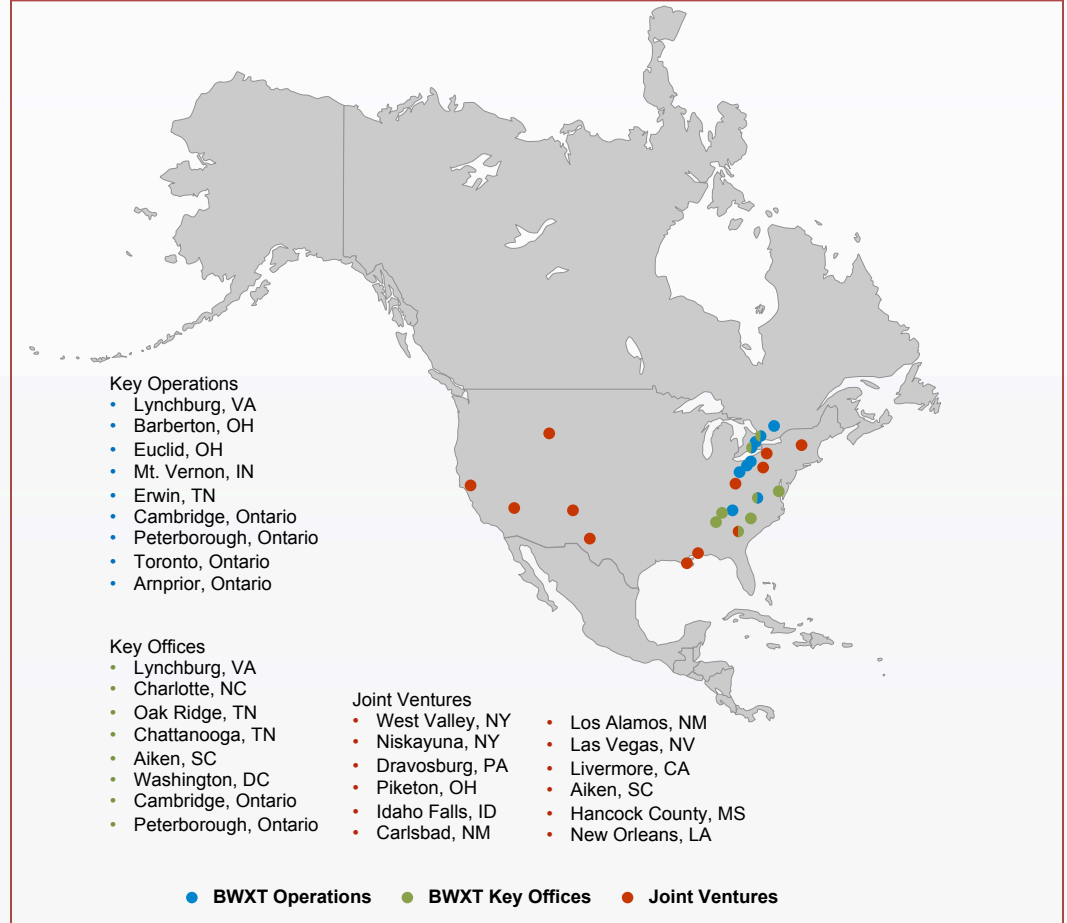 Key Operations
• Lynchburg, VA
• Barberton, OH
• Euclid, OH
• Mt. Vernon, IN
• Erwin, TN
• Cambridge, Ontario
• Peterborough, Ontario
• Toronto, Ontario
• Arnprior, Ontario
Key Offices
• Lynchburg, VA
• Charlotte, NC
• Oak Ridge, TN
• Chattanooga, TN
• Aiken, SC
• Washington, DC
• Cambridge, Ontario
• Peterborough, Ontario
Joint Ventures
• West Valley, NY
• Niskayuna, NY
• Dravosburg, PA
• Piketon, OH
• Idaho Falls, ID
• Carlsbad, NM
• Los Alamos, NM
• Las Vegas, NV
• Livermore, CA
• Aiken, SC
• Hancock County, MS
• New Orleans, LA
BWXT Operations
BWXT Key Offices
Joint Ventures